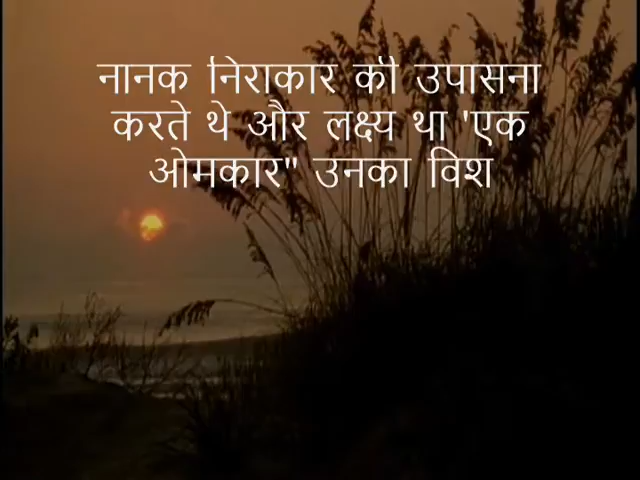 नानक निराकार की उपासना
करते थे और लक्ष्य था 'एक
ओमकार" उनका विश